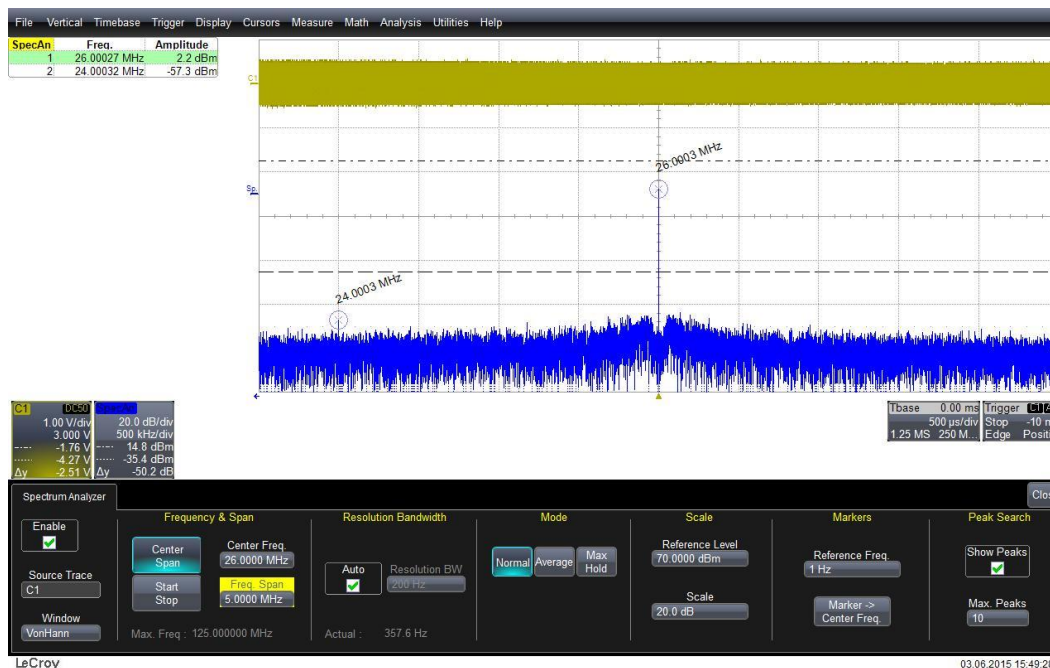 File Vertical Timebase Trigger Display Cursors Measure Math Analysis Utilities Help
SpecAn Freq. Amplitude
1 26.00027 MHz 2.2 dBm
2 24.00032 MHz -57.3 dBm
C1
26.0003 MHz
Sp.
24.0003 MHz
C1 DC50 SpecAn
1.00 V/div 20.0 dB/div
3.000 V 500 kHz/div
-1.76 V 14.8 dBm
-4.27 V -35.4 dBm
Δy -2.51 V Δy -50.2 dB
Tbase 0.00 ms Trigger C1
500 µs/div Stop -10 m
1.25 MS 250 M... Edge Positi
Spectrum Analyzer Clos
Enable Frequency & Span Resolution Bandwidth Mode Scale Markers Peak Search
Center Span Center Freq. 26.0000 MHz
Auto Resolution BW 200 Hz
Normal Average Max Hold
Reference Level 70.0000 dBm
Reference Freq. 1 Hz
Show Peaks
Source Trace C1
Start Stop Freq. Span 5.0000 MHz
Scale 20.0 dB
Marker -> Center Freq.
Max. Peaks 10
Window VonHann
Max. Freq : 125.000000 MHz
Actual : 357.6 Hz
LeCroy 03.06.2015 15:49:2